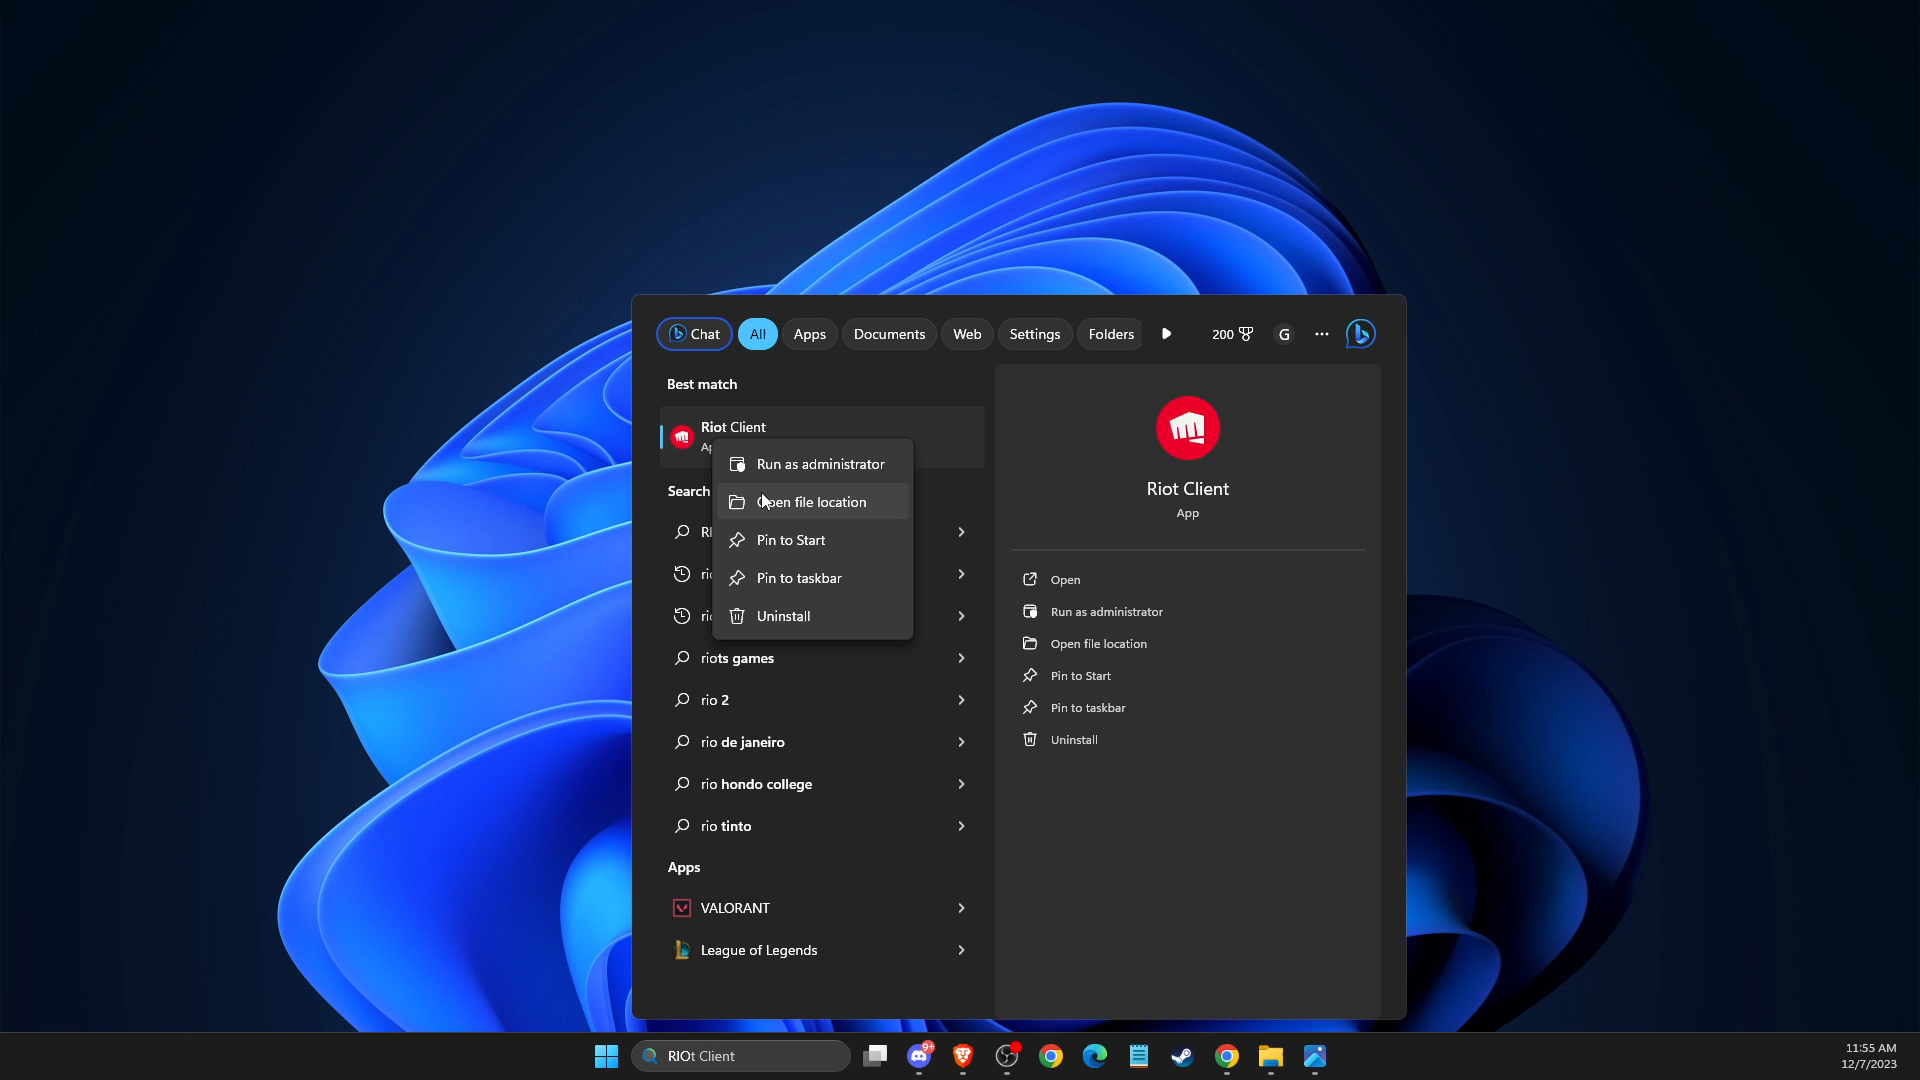 Chat
All
Apps
Documents
Web
Settings
Folders
200
G
Best match
Riot Client
Run as administrator
Open file location
Pin to Start
Pin to taskbar
Uninstall
Search
riots games
rio 2
rio de janeiro
rio hondo college
rio tinto
Apps
VALORANT
League of Legends
Riot Client
App
Open
Run as administrator
Open file location
Pin to Start
Pin to taskbar
Uninstall
RIOt Client
9+
11:55 AM
12/7/2023